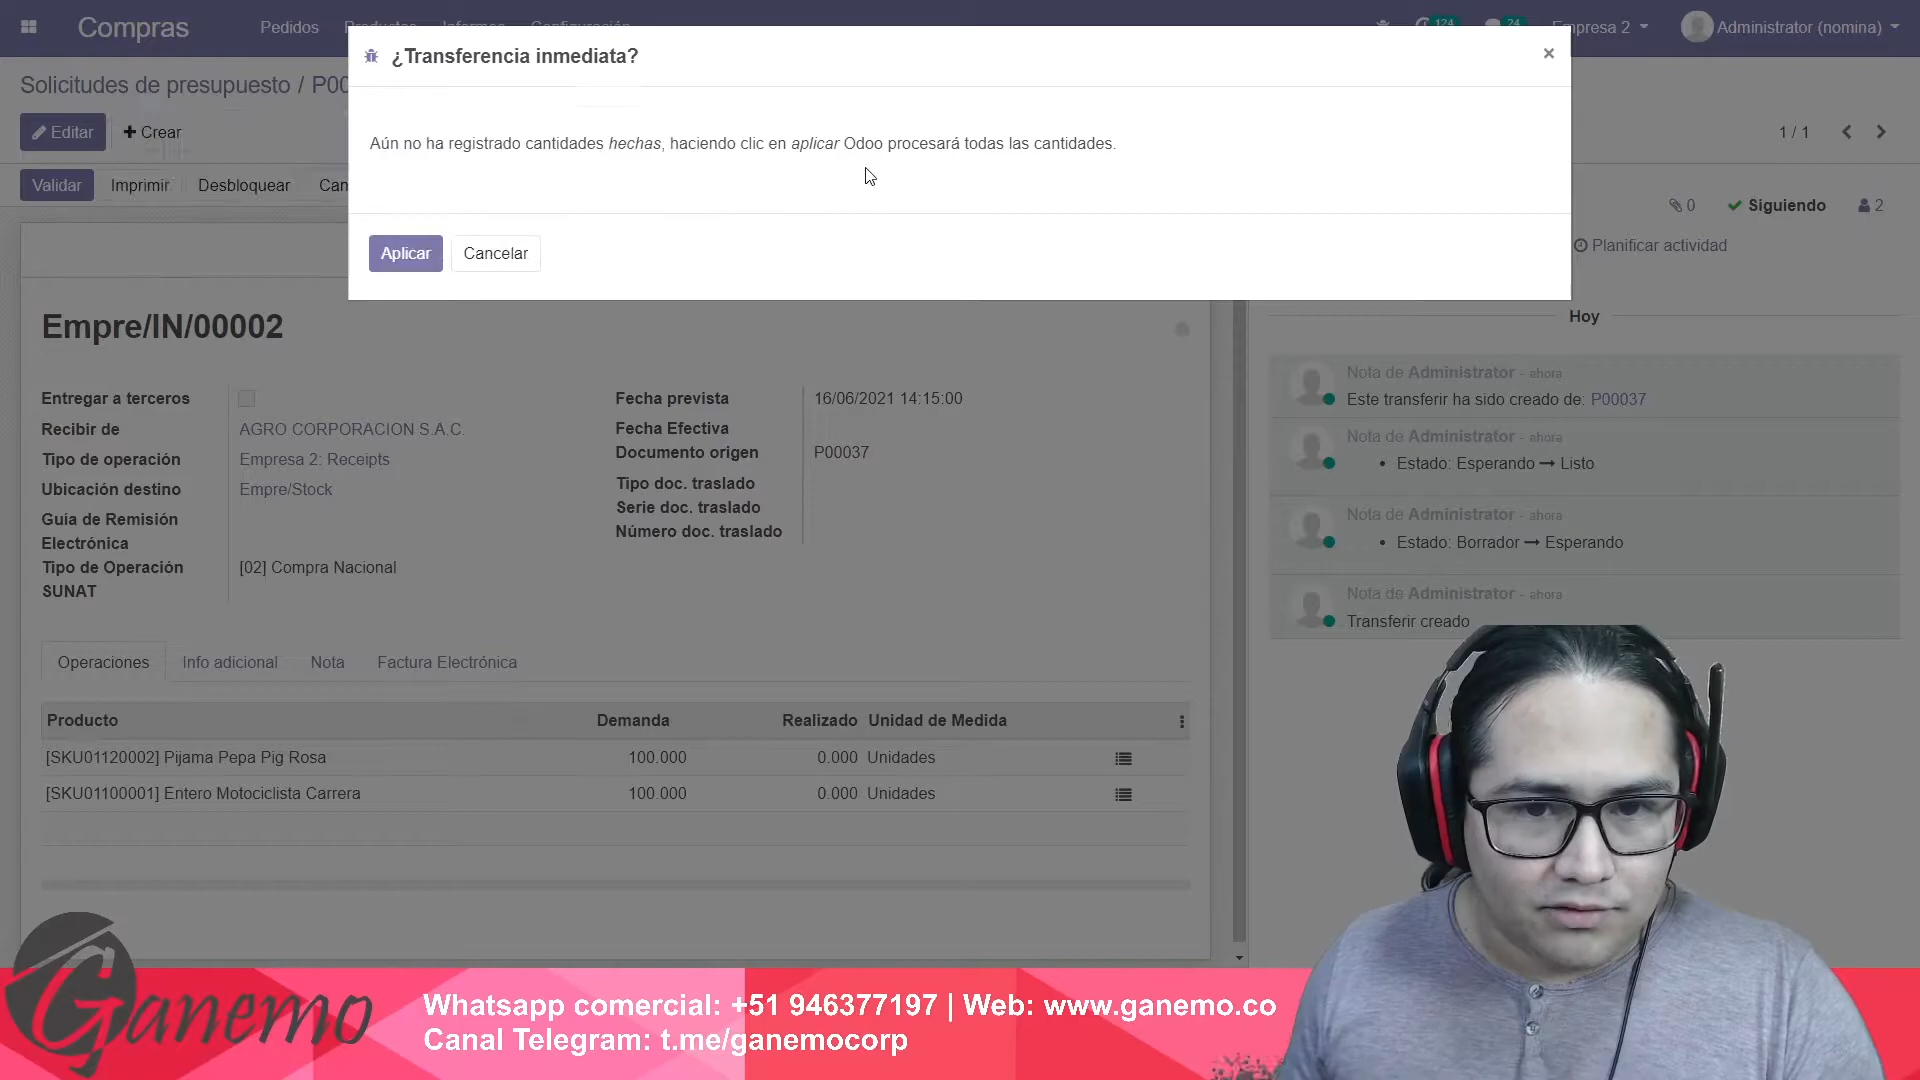 Compras
Pedidos
Productos
Informes
Configuración
124
24
Empresa 2
Administrator (nomina)
Solicitudes de presupuesto / P00
Editar
Crear
1 / 1
Validar
Imprimir
Desbloquear
Can
¿Transferencia inmediata?
×
Aún no ha registrado cantidades hechas, haciendo clic en aplicar Odoo procesará todas las cantidades.
Aplicar
Cancelar
0
Siguiendo
2
Planificar actividad
Empre/IN/00002
Entregar a terceros
Recibir de AGRO CORPORACION S.A.C.
Tipo de operación Empresa 2: Receipts
Ubicación destino Empre/Stock
Guía de Remisión
Electrónica
Tipo de Operación [02] Compra Nacional
SUNAT
Fecha prevista 16/06/2021 14:15:00
Fecha Efectiva
Documento origen P00037
Tipo doc. traslado
Serie doc. traslado
Número doc. traslado
Operaciones
Info adicional
Nota
Factura Electrónica
Producto Demanda Realizado Unidad de Medida
[SKU01120002] Pijama Pepa Pig Rosa 100.000 0.000 Unidades
[SKU01100001] Entero Motociclista Carrera 100.000 0.000 Unidades
Hoy
Nota de Administrator - ahora
Este transferir ha sido creado de: P00037
Nota de Administrator - ahora
• Estado: Esperando → Listo
Nota de Administrator - ahora
• Estado: Borrador → Esperando
Nota de Administrator - ahora
Transferir creado
Ganemo
Whatsapp comercial: +51 946377197 | Web: www.ganemo.co
Canal Telegram: t.me/ganemocorp